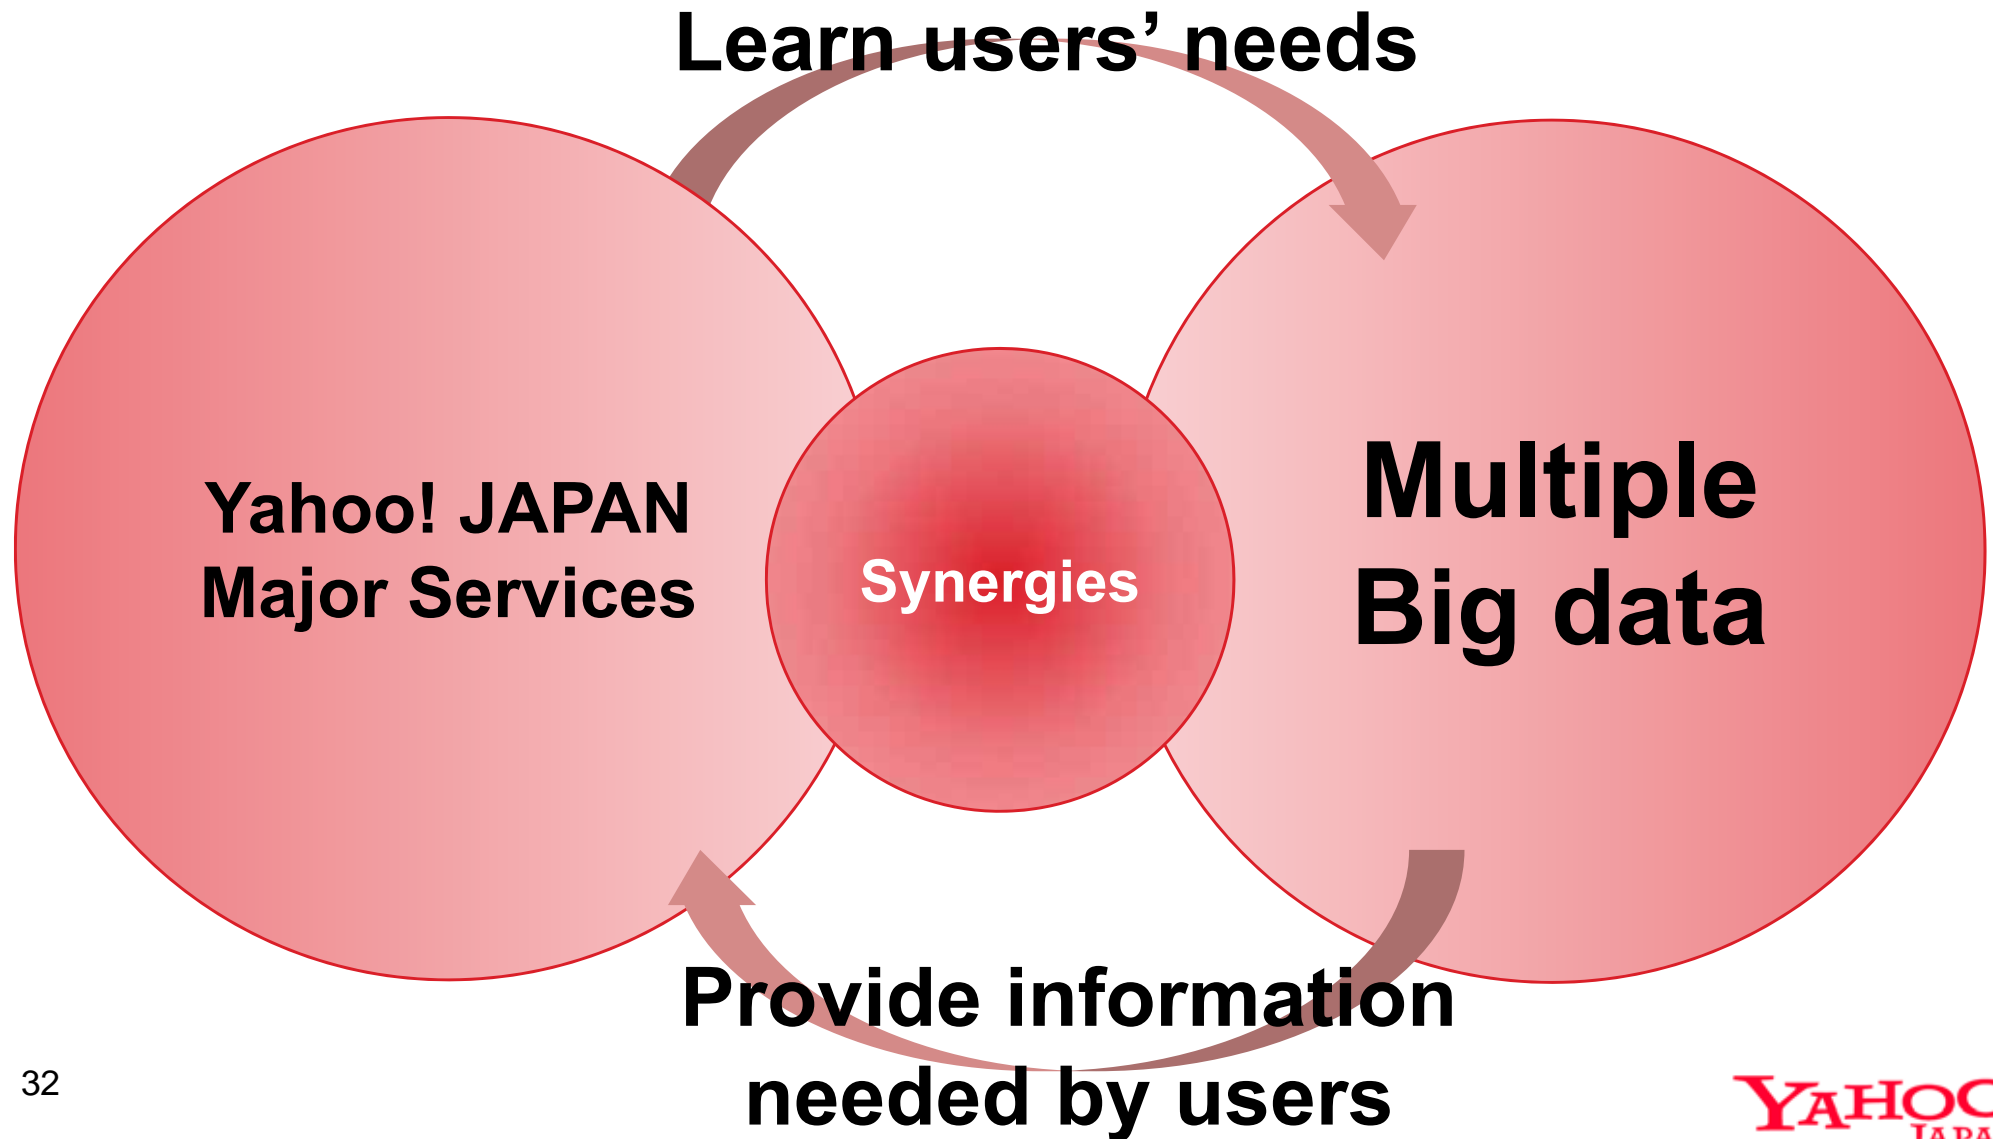 Learn users’ needs
Yahoo! JAPAN
Major Services
Synergies
Multiple
Big data
Provide information
needed by users
32